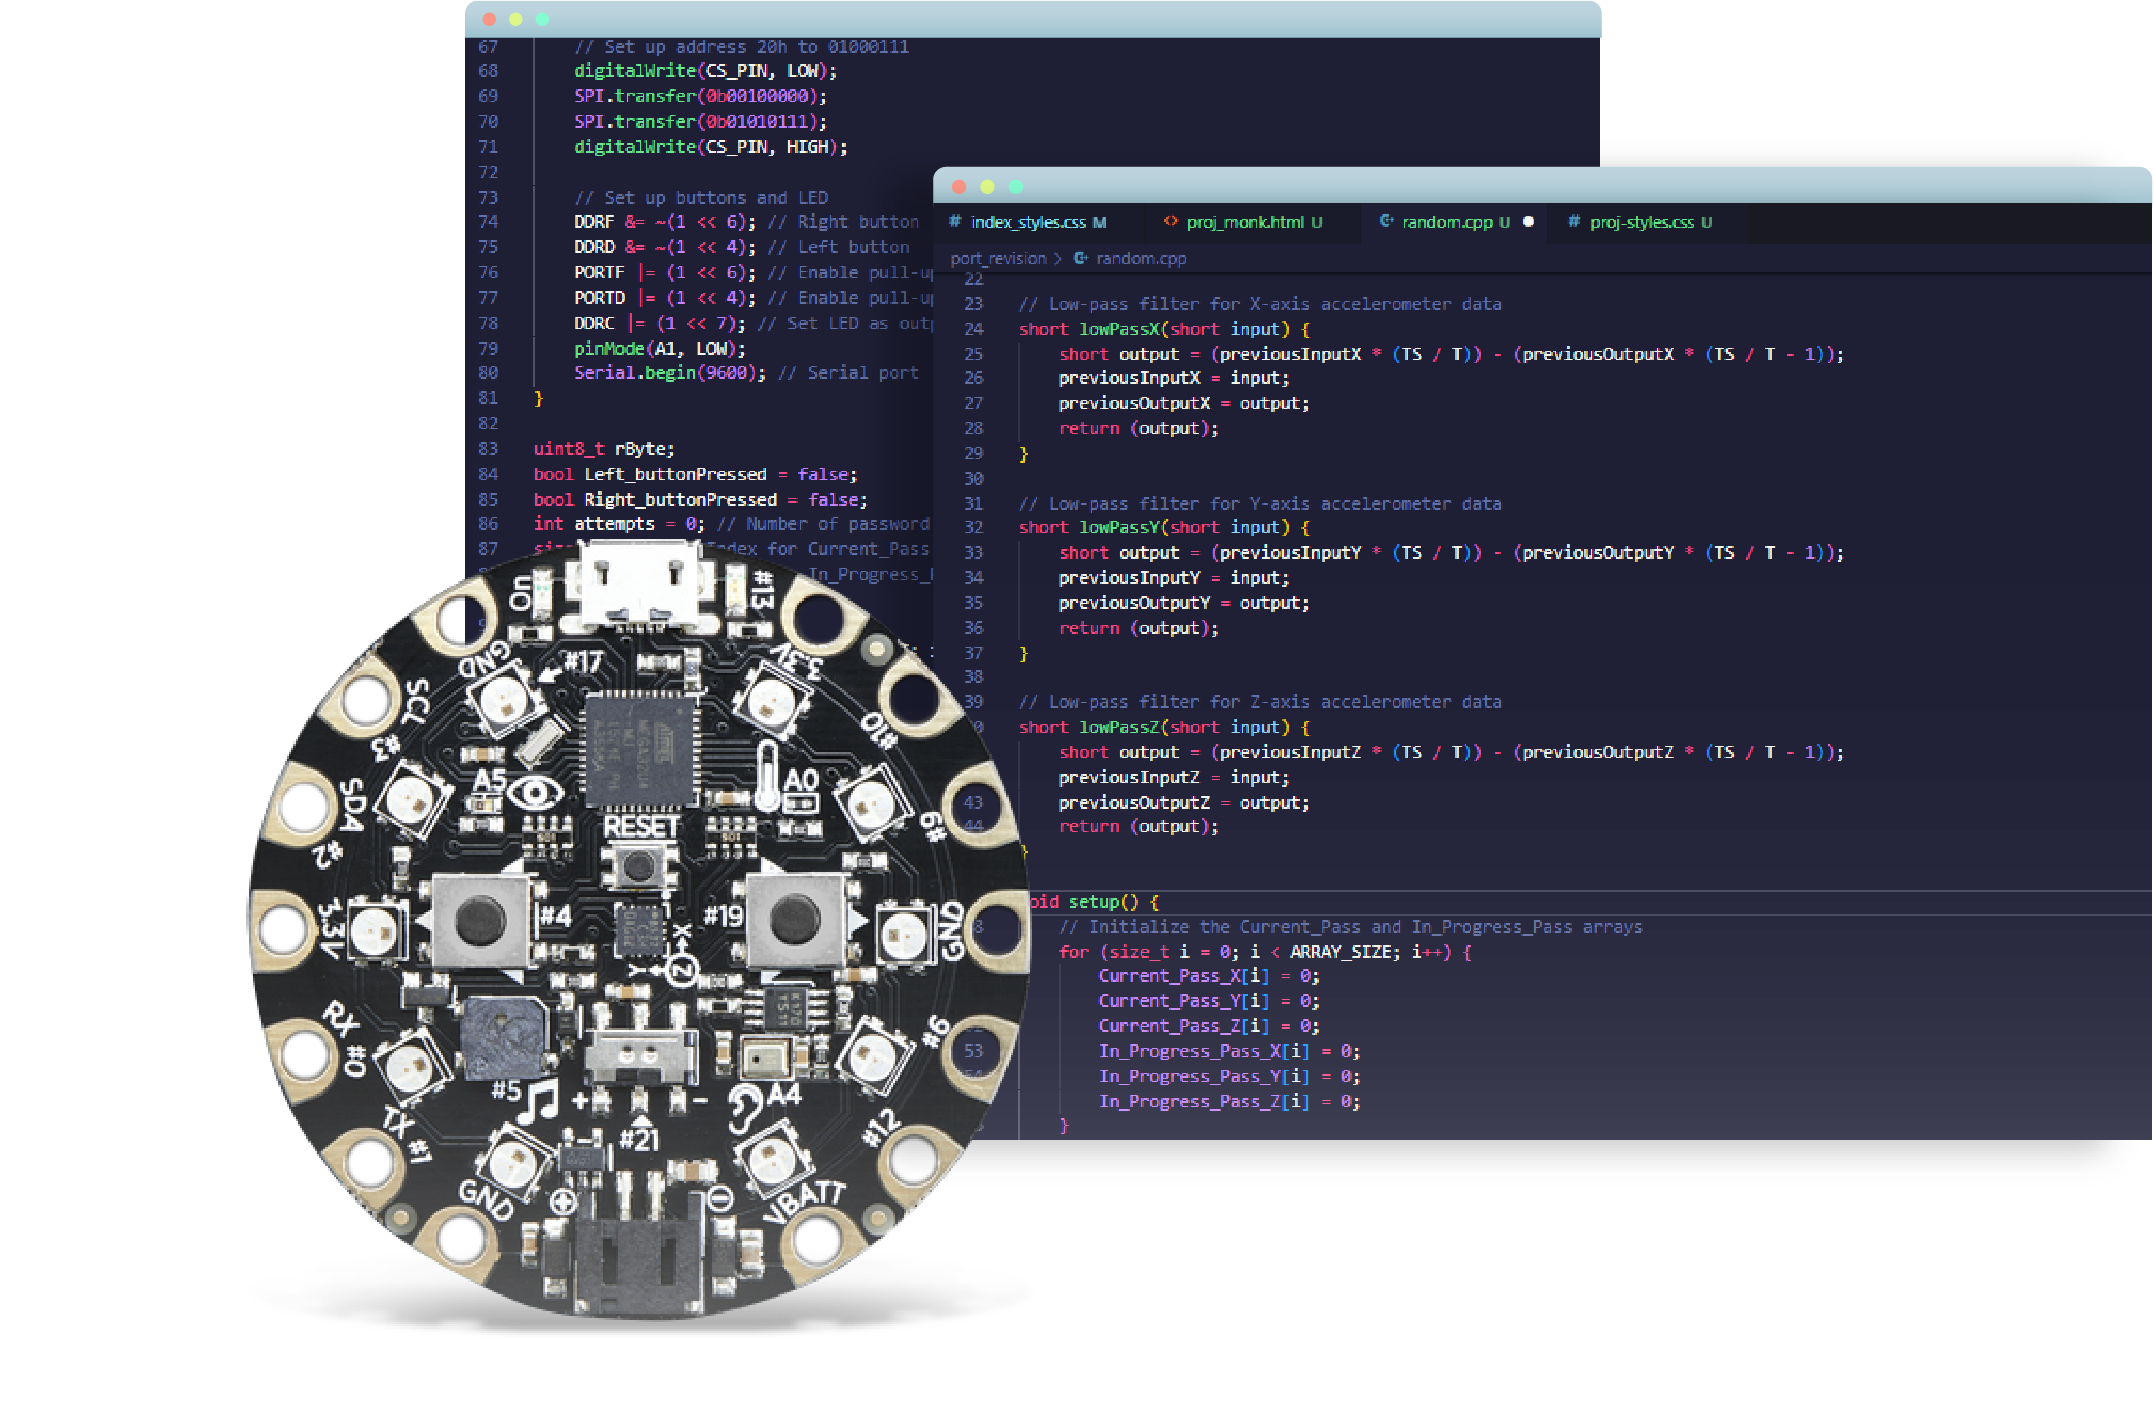 67 // Set up address 20h to 01000111
68 digitalWrite(CS_PIN, LOW);
69 SPI.transfer(0b00100000);
70 SPI.transfer(0b01010111);
71 digitalWrite(CS_PIN, HIGH);
72
73 // Set up buttons and LED
74 DDRF &= ~(1 << 6); // Right button
75 DDRD &= ~(1 << 4); // Left button
76 PORTF |= (1 << 6); // Enable pull-up
77 PORTD |= (1 << 4); // Enable pull-up
78 DDRC |= (1 << 7); // Set LED as outp
79 pinMode(A1, LOW);
80 Serial.begin(9600); // Serial port
81 }
82
83 uint8_t rByte;
84 bool Left_buttonPressed = false;
85 bool Right_buttonPressed = false;
86 int attempts = 0; // Number of password
87 Index for Current_Pass
In_Progress_
index_styles.css M
proj_monk.html U
random.cpp U
proj-styles.css U
port_revision > random.cpp
22
23 // Low-pass filter for X-axis accelerometer data
24 short lowPassX(short input) {
25 short output = (previousInputX * (TS / T)) - (previousOutputX * (TS / T - 1));
26 previousInputX = input;
27 previousOutputX = output;
28 return (output);
29 }
30
31 // Low-pass filter for Y-axis accelerometer data
32 short lowPassY(short input) {
33 short output = (previousInputY * (TS / T)) - (previousOutputY * (TS / T - 1));
34 previousInputY = input;
35 previousOutputY = output;
36 return (output);
37 }
38
39 // Low-pass filter for Z-axis accelerometer data
0 short lowPassZ(short input) {
short output = (previousInputZ * (TS / T)) - (previousOutputZ * (TS / T - 1));
previousInputZ = input;
43 previousOutputZ = output;
44 return (output);
}
oid setup() {
8 // Initialize the Current_Pass and In_Progress_Pass arrays
for (size_t i = 0; i < ARRAY_SIZE; i++) {
Current_Pass_X[i] = 0;
Current_Pass_Y[i] = 0;
Current_Pass_Z[i] = 0;
53 In_Progress_Pass_X[i] = 0;
In_Progress_Pass_Y[i] = 0;
In_Progress_Pass_Z[i] = 0;
}
On
#13
GND
#17
3.3V
SCL #3
#10
A5
A0
SDA #2
#9
RESET
3.3V
#4
#19
GND
X
Y
Z
RX #0
#6
#5
+
-
A4
TX #1
#21
#12
GND
VBATT